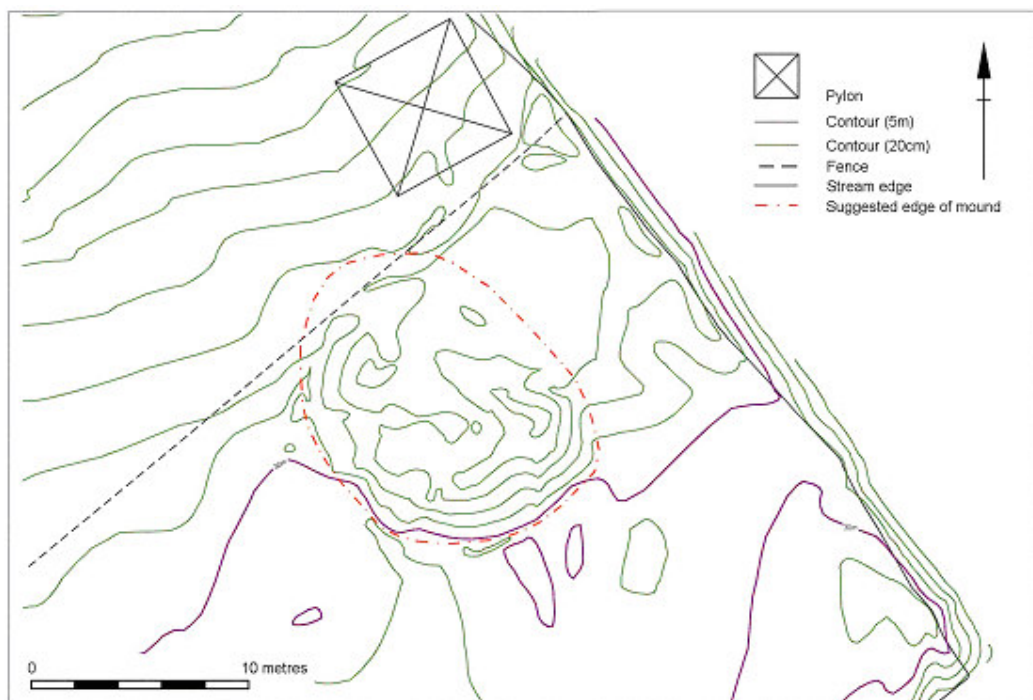 Pylon
Contour (5m)
Contour (20cm)
Fence
Stream edge
Suggested edge of mound
0 10 metres